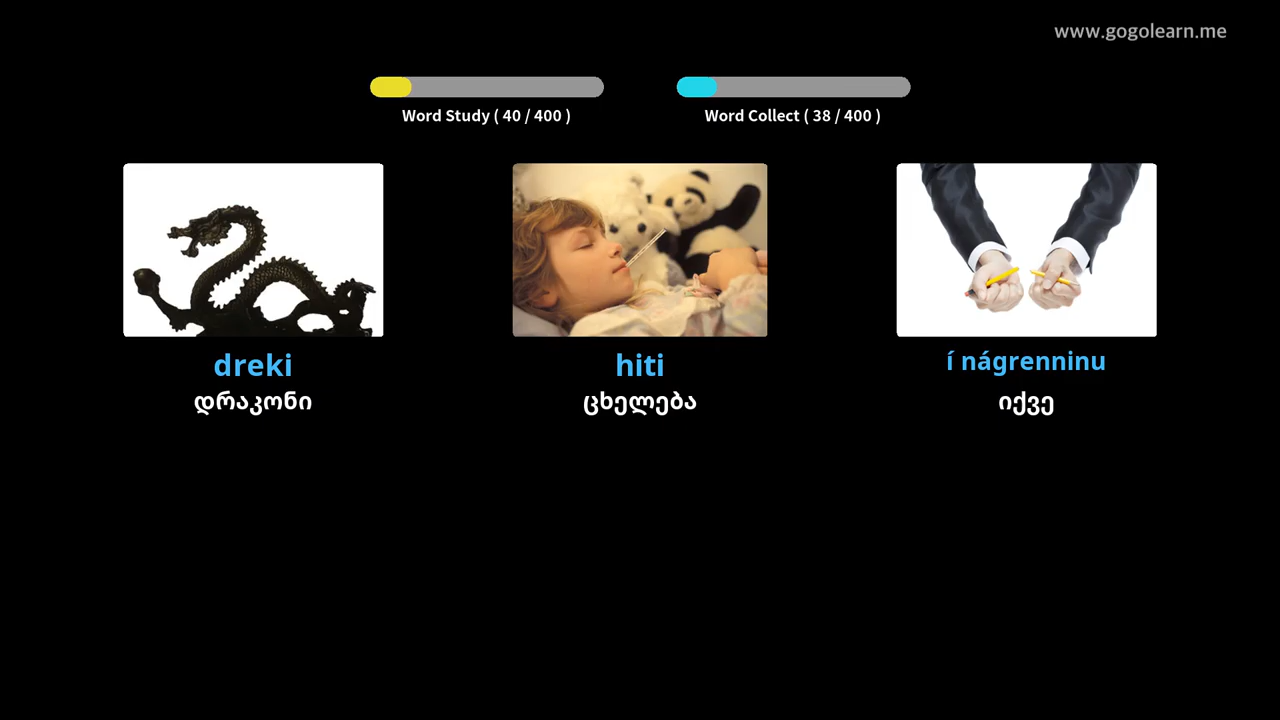 www.gogolearn.me
Word Study ( 40 / 400 )
Word Collect ( 38 / 400 )
dreki
hiti
í nágrenninu
დრაკონი
ცხელება
იქვე